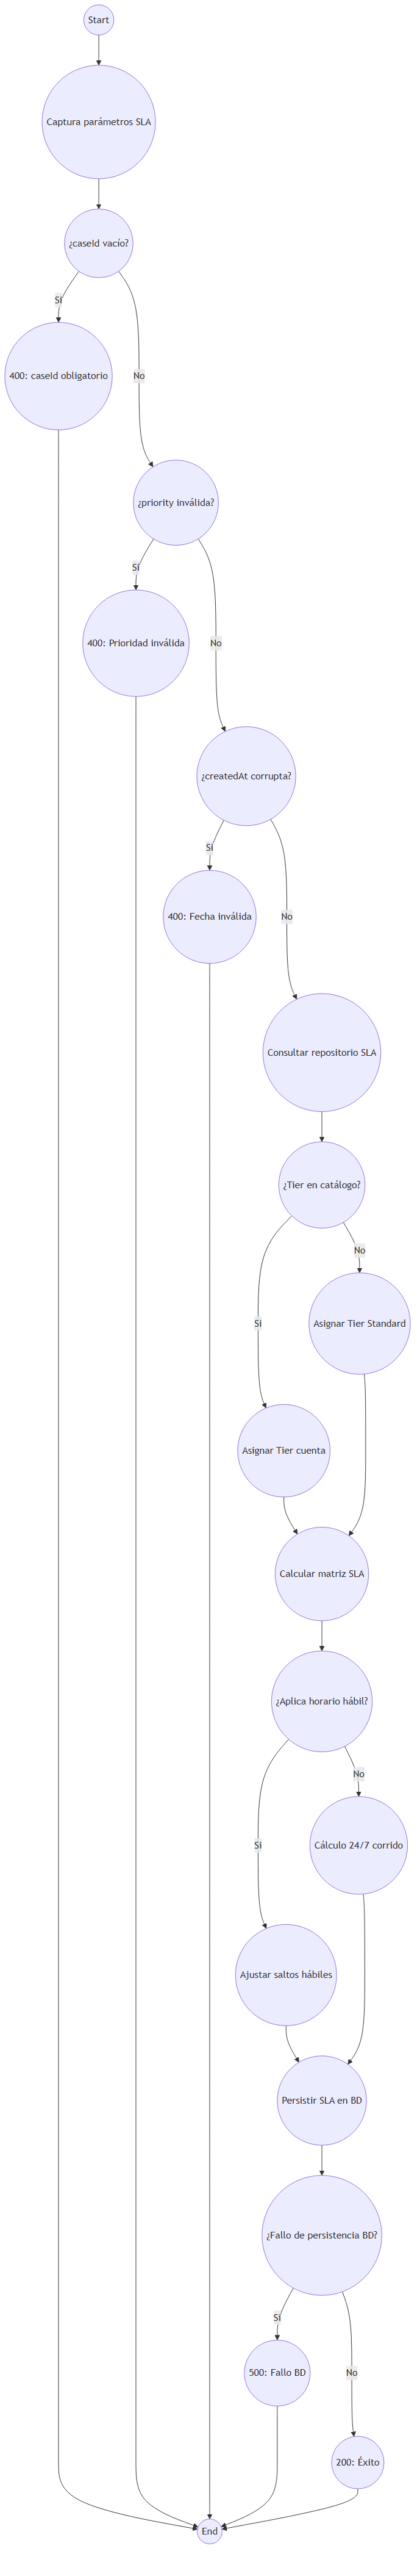 Start
Captura parámetros SLA
¿caseId vacío?
Sí
400: caseId obligatorio
No
¿priority inválida?
Sí
400: Prioridad inválida
No
¿createdAt corrupta?
Sí
400: Fecha inválida
No
Consultar repositorio SLA
¿Tier en catálogo?
No
Sí
Asignar Tier Standard
Asignar Tier cuenta
Calcular matriz SLA
¿Aplica horario hábil?
No
Sí
Cálculo 24/7 corrido
Ajustar saltos hábiles
Persistir SLA en BD
¿Fallo de persistencia BD?
Sí
No
500: Fallo BD
200: Éxito
End